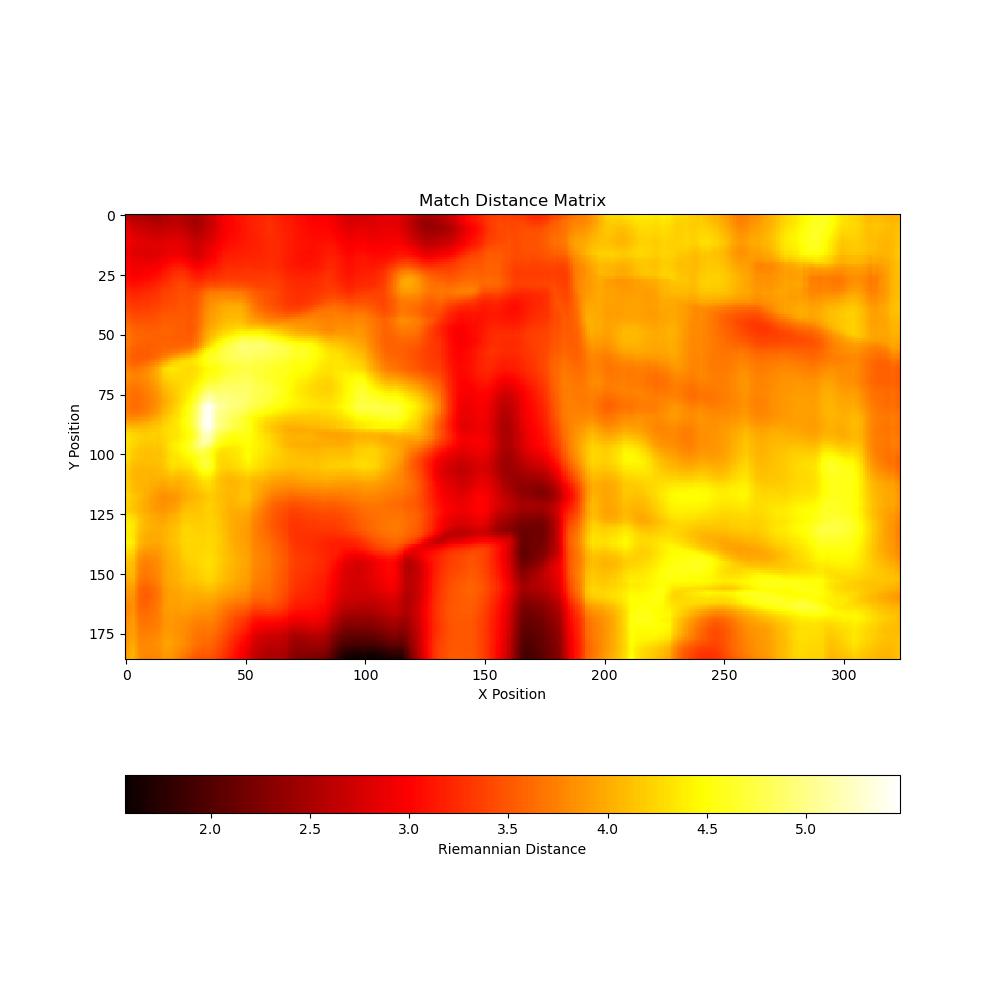 Match Distance Matrix
0
25
50
75
100
125
150
175
Y Position
0 50 100 150 200 250 300
X Position
2.0 2.5 3.0 3.5 4.0 4.5 5.0
Riemannian Distance